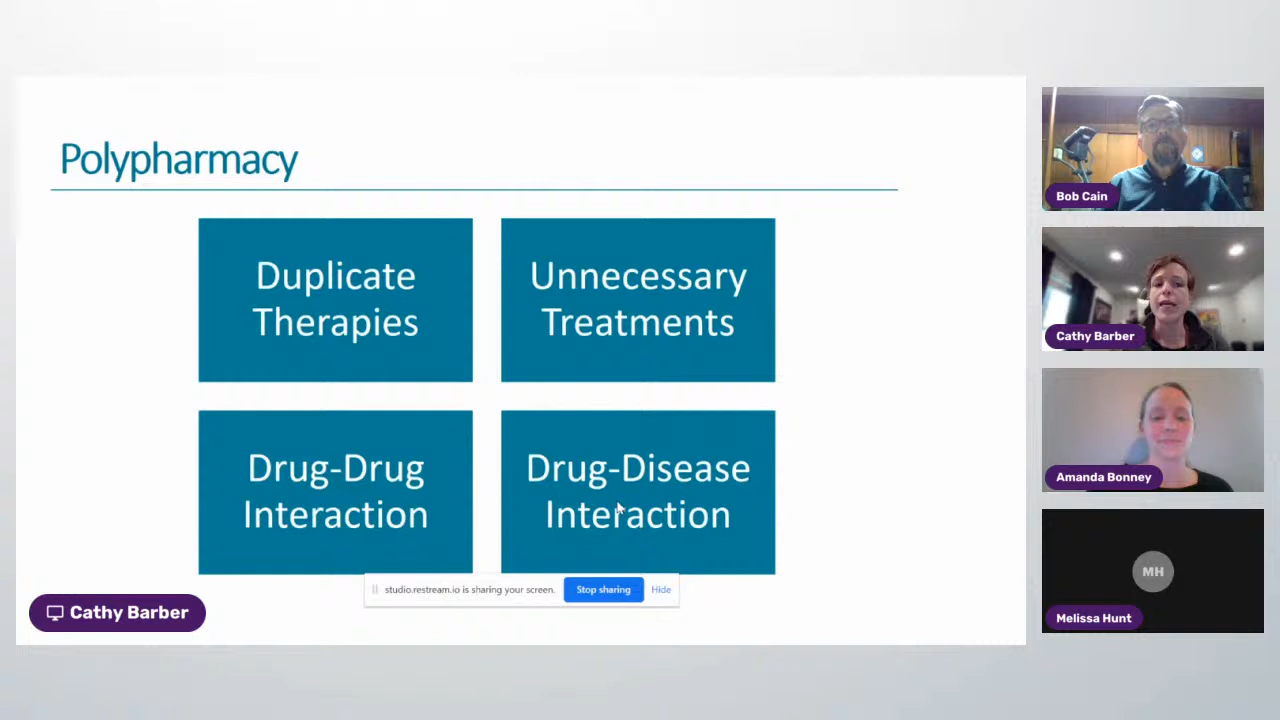 Polypharmacy
Duplicate
Therapies
Unnecessary
Treatments
Drug-Drug
Interaction
Drug-Disease
Interaction
studio.restream.io is sharing your screen.
Stop sharing
Hide
Cathy Barber
Bob Cain
Cathy Barber
Amanda Bonney
MH
Melissa Hunt